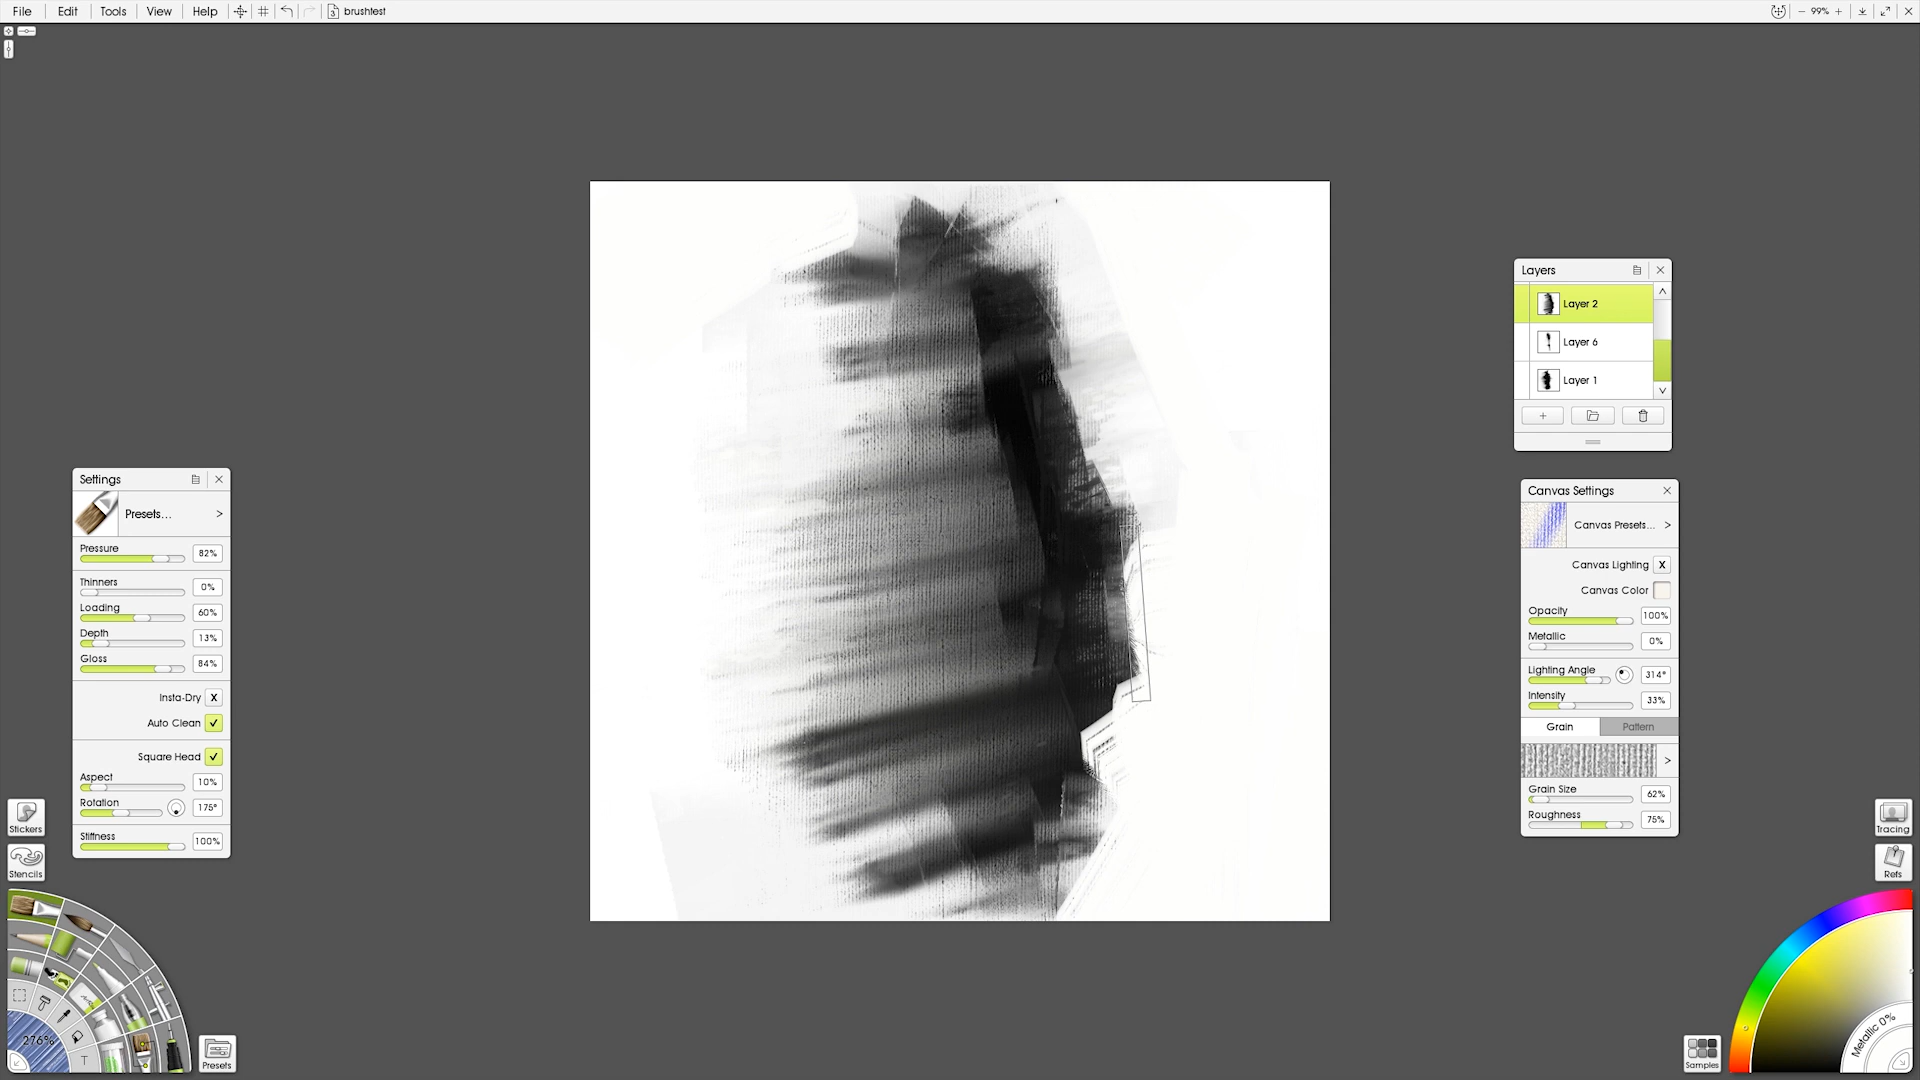 File Edit Tools View Help 3 brushtest 99%
Layers
Layer 2
Layer 6
Layer 1
Settings
Presets...
Pressure 82%
Thinners 0%
Loading 60%
Depth 13%
Gloss 84%
Insta-Dry X
Auto Clean
Square Head
Aspect 10%
Rotation 175°
Stiffness 100%
Canvas Settings
Canvas Presets...
Canvas Lighting X
Canvas Color
Opacity 100%
Metallic 0%
Lighting Angle 314°
Intensity 33%
Grain Pattern
Grain Size 62%
Roughness 75%
Stickers
Stencils
276%
T
Presets
Tracing
Refs
Metallic 0%
Samples